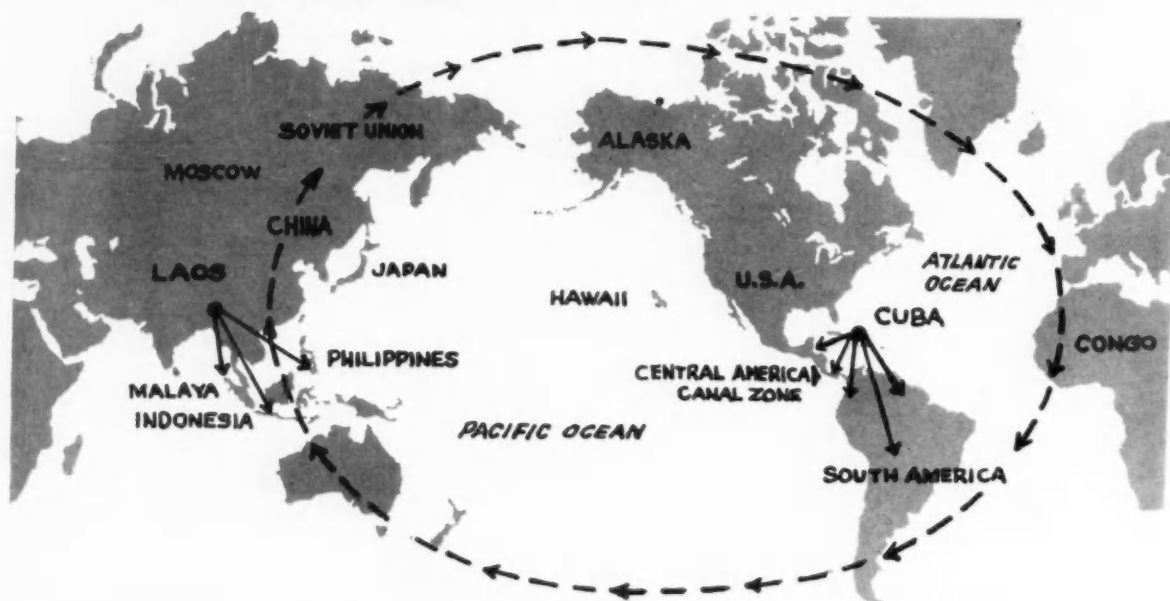 SOVIET UNION
ALASKA
MOSCOW
CHINA
LAOS
JAPAN
HAWAII
U.S.A.
ATLANTIC
OCEAN
CUBA
CONGO
PHILIPPINES
MALAYA
INDONESIA
CENTRAL AMERICA
CANAL ZONE
PACIFIC OCEAN
SOUTH AMERICA